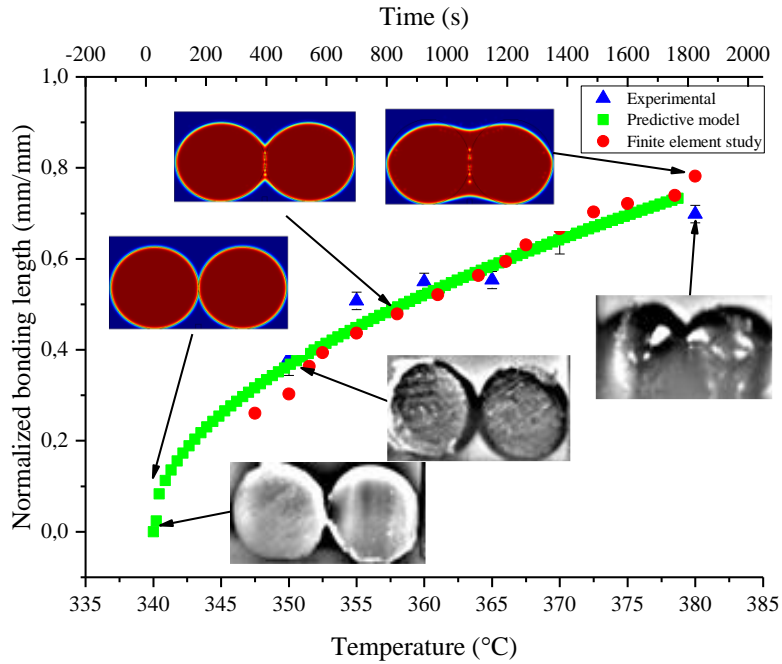 Time (s)
-200 0 200 400 600 800 1000 1200 1400 1600 1800 2000
1,0
0,8
0,6
0,4
0,2
0,0
Normalized bonding length (mm/mm)
Experimental
Predictive model
Finite element study
335 340 345 350 355 360 365 370 375 380 385
Temperature (°C)